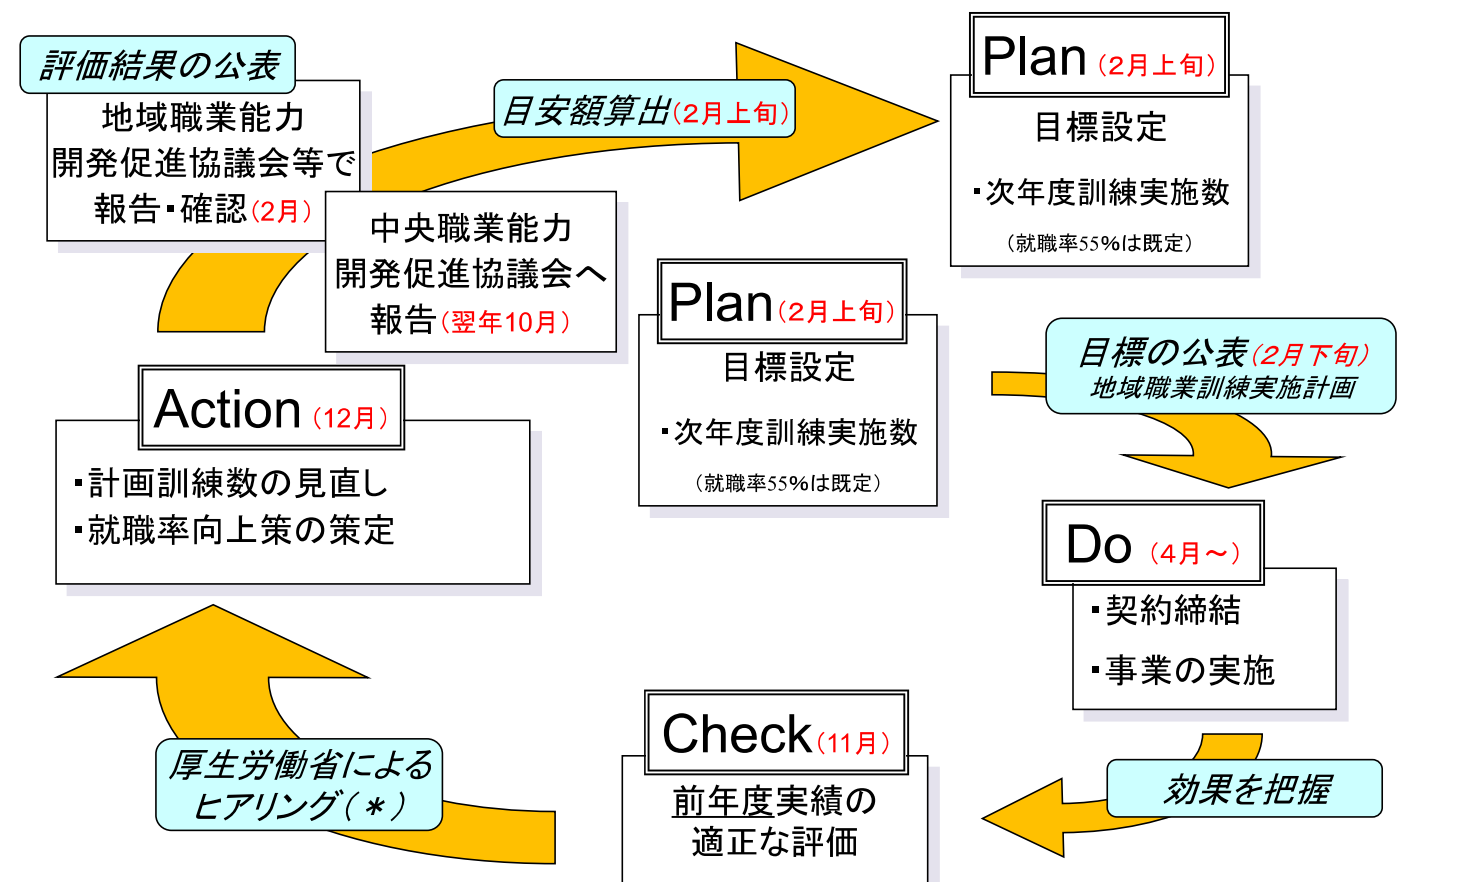 評価結果の公表
地域職業能力
開発促進協議会等で
報告・確認(2月)
中央職業能力
開発促進協議会へ
報告(翌年10月)
目安額算出(2月上旬)
Plan(2月上旬)
目標設定
・次年度訓練実施数
(就職率55%は既定)
Plan(2月上旬)
目標設定
・次年度訓練実施数
(就職率55%は既定)
目標の公表(2月下旬)
地域職業訓練実施計画
Do(4月～)
・契約締結
・事業の実施
効果を把握
Check(11月)
前年度実績の
適正な評価
厚生労働省による
ヒアリング(＊)
Action(12月)
・計画訓練数の見直し
・就職率向上策の策定